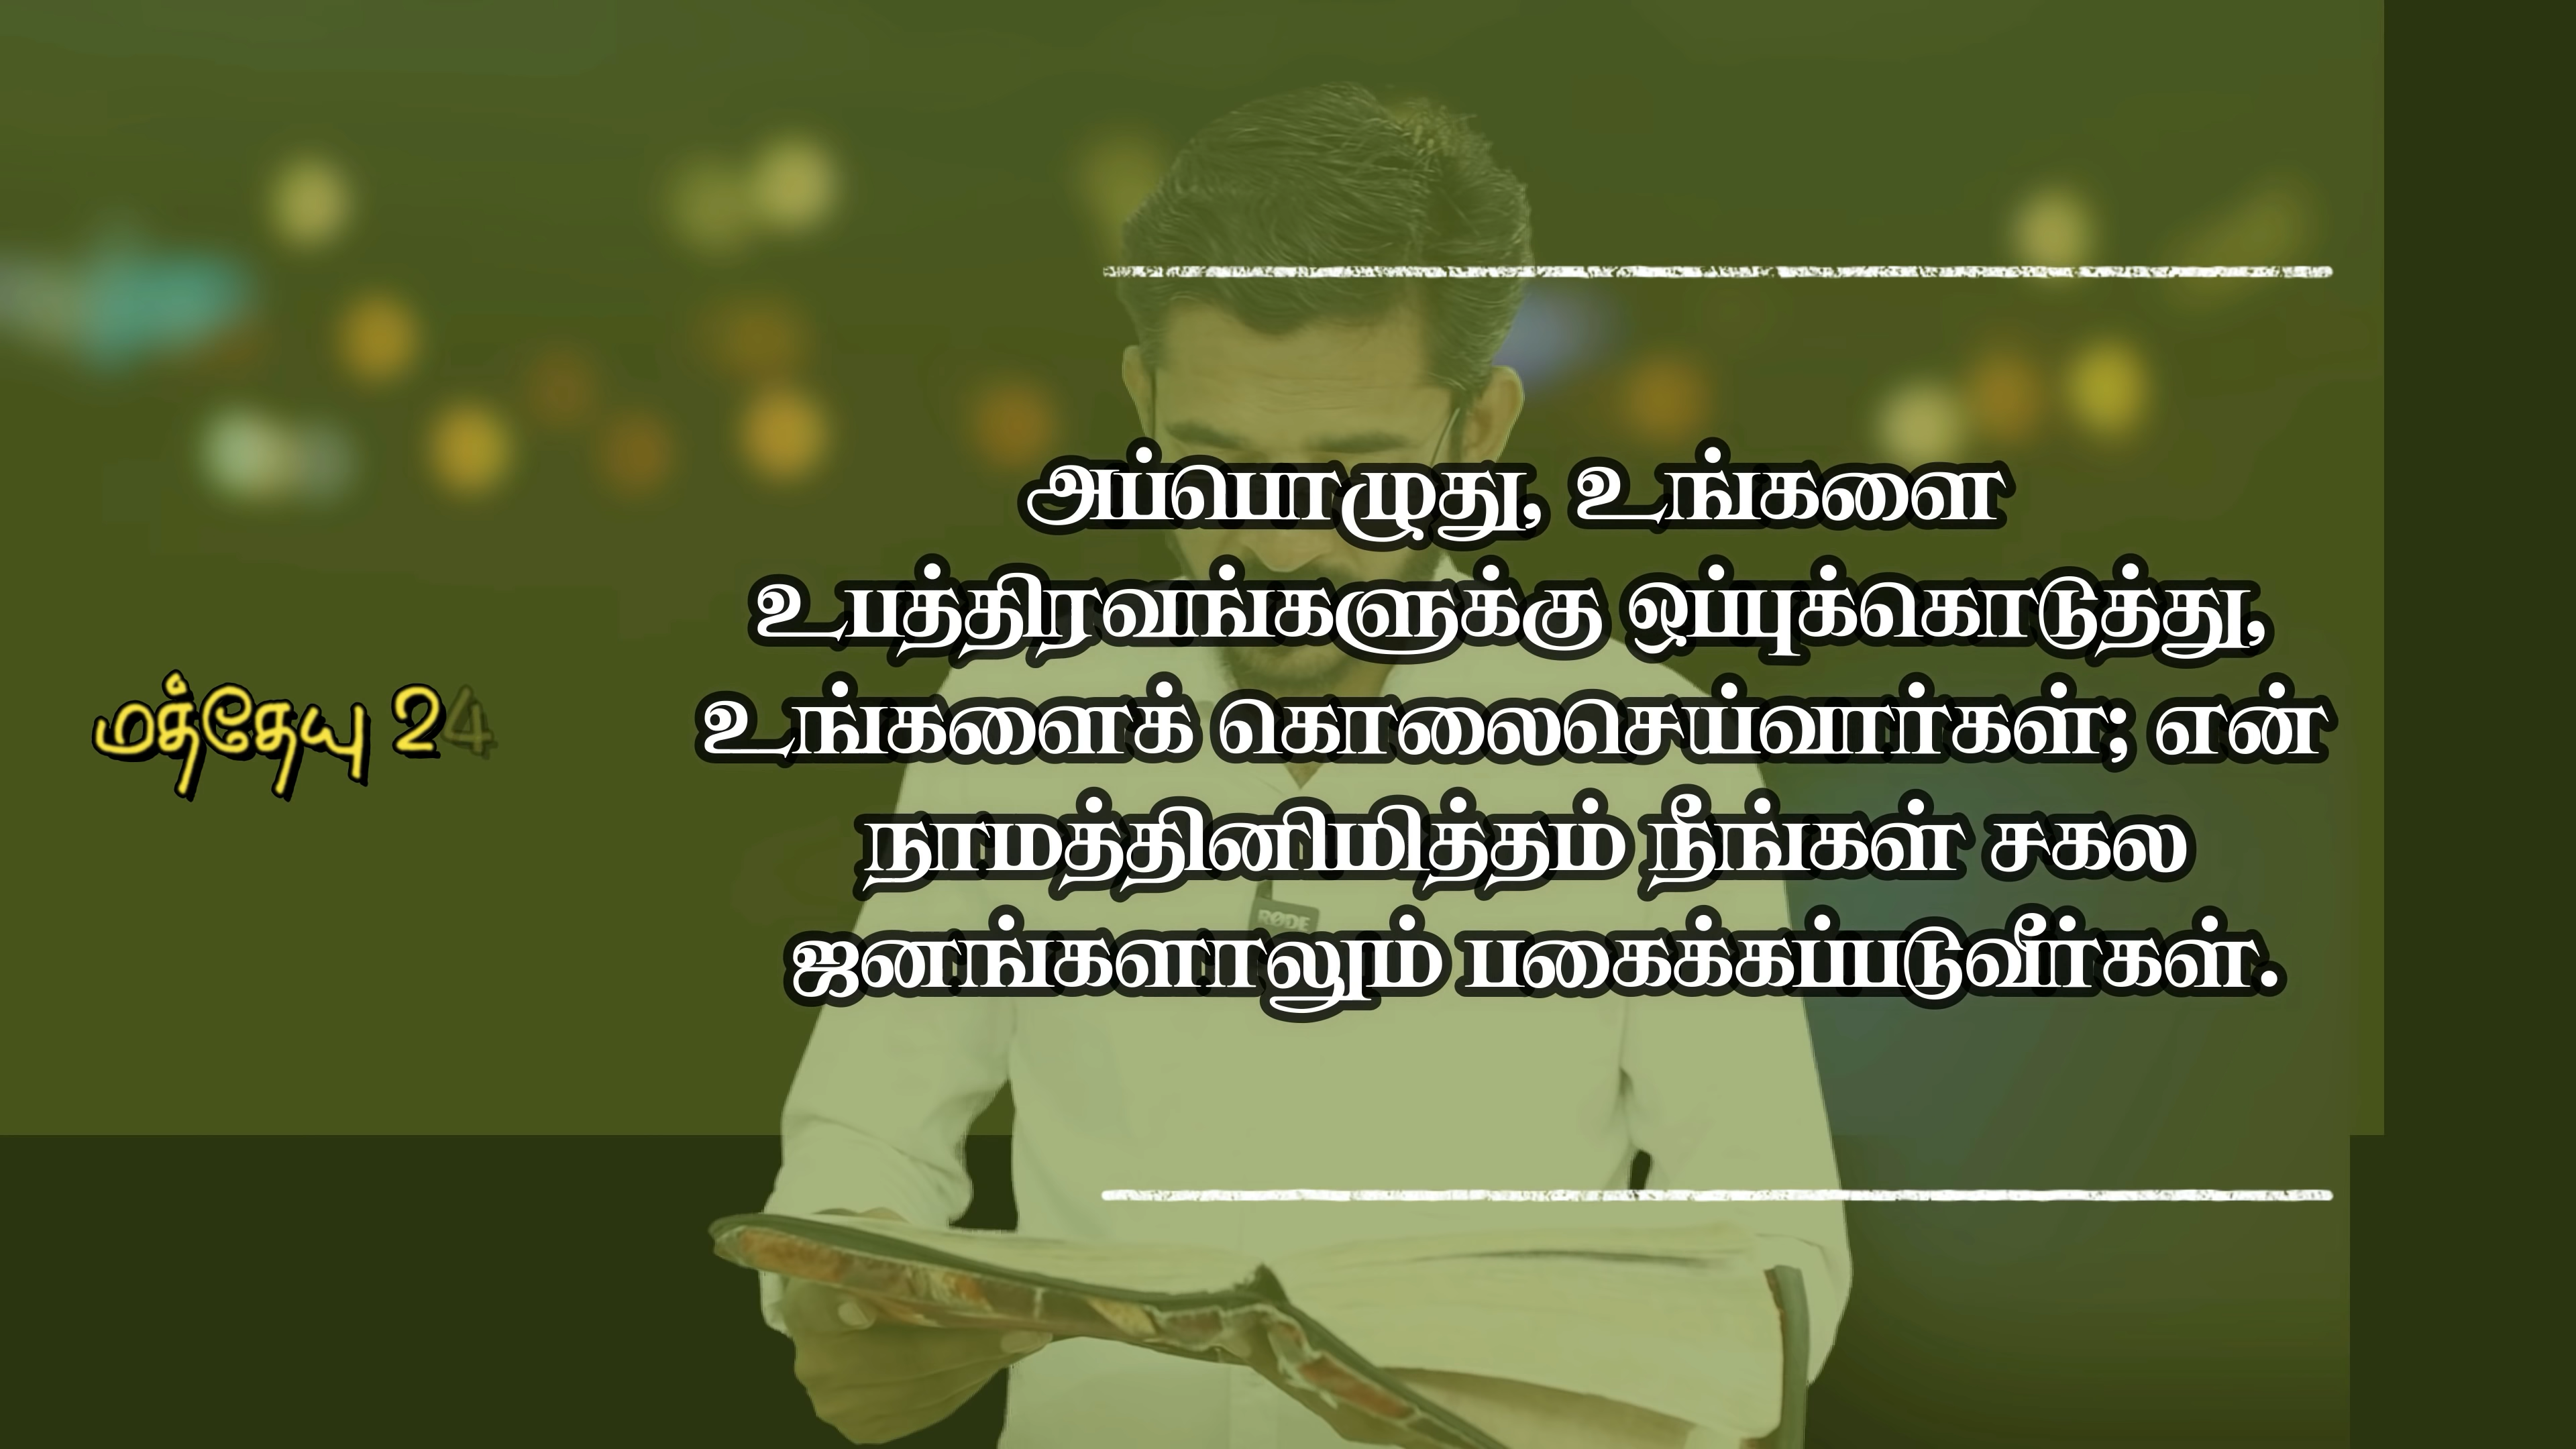 மத்தேயு 24
அப்பொழுது, உங்களை
உபத்திரவங்களுக்கு ஒப்புக்கொடுத்து,
உங்களைக் கொலைசெய்வார்கள்; என்
நாமத்தினிமித்தம் நீங்கள் சகல
ஜனங்களாலும் பகைக்கப்படுவீர்கள்.
RØDE